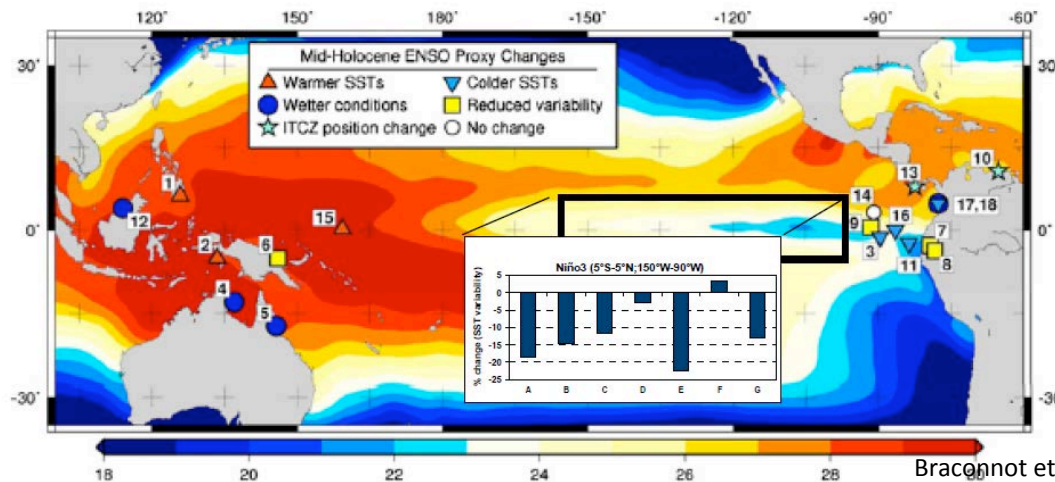 120° 150° 180° -150° -120° -90° -60°
Mid-Holocene ENSO Proxy Changes
Warmer SSTs Colder SSTs
Wetter conditions Reduced variability
ITCZ position change No change
30° 30°
0° 0°
-30° -30
1
12
2
15
6
4
5
10
13
14
17,18
16
9
7
3
11
8
Niño3 (5°S-5°N;150°W-90°W)
% change (SST variability)
5
0
-5
-10
-15
-20
-25
A B C D E F G
18 20 22 24 26 28
Braconnot et